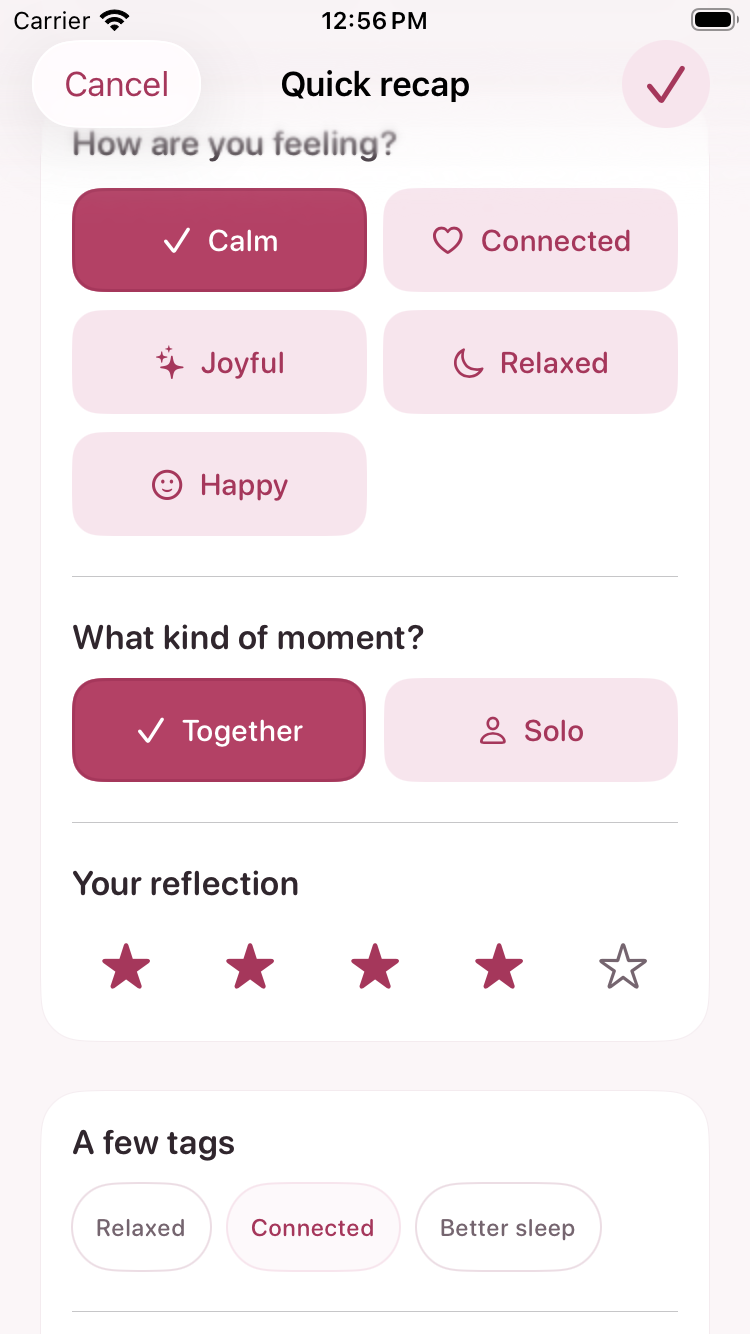 Carrier 12:56 PM
Cancel Quick recap
How are you feeling?
Calm Connected
Joyful Relaxed
Happy
What kind of moment?
Together Solo
Your reflection
A few tags
Relaxed Connected Better sleep